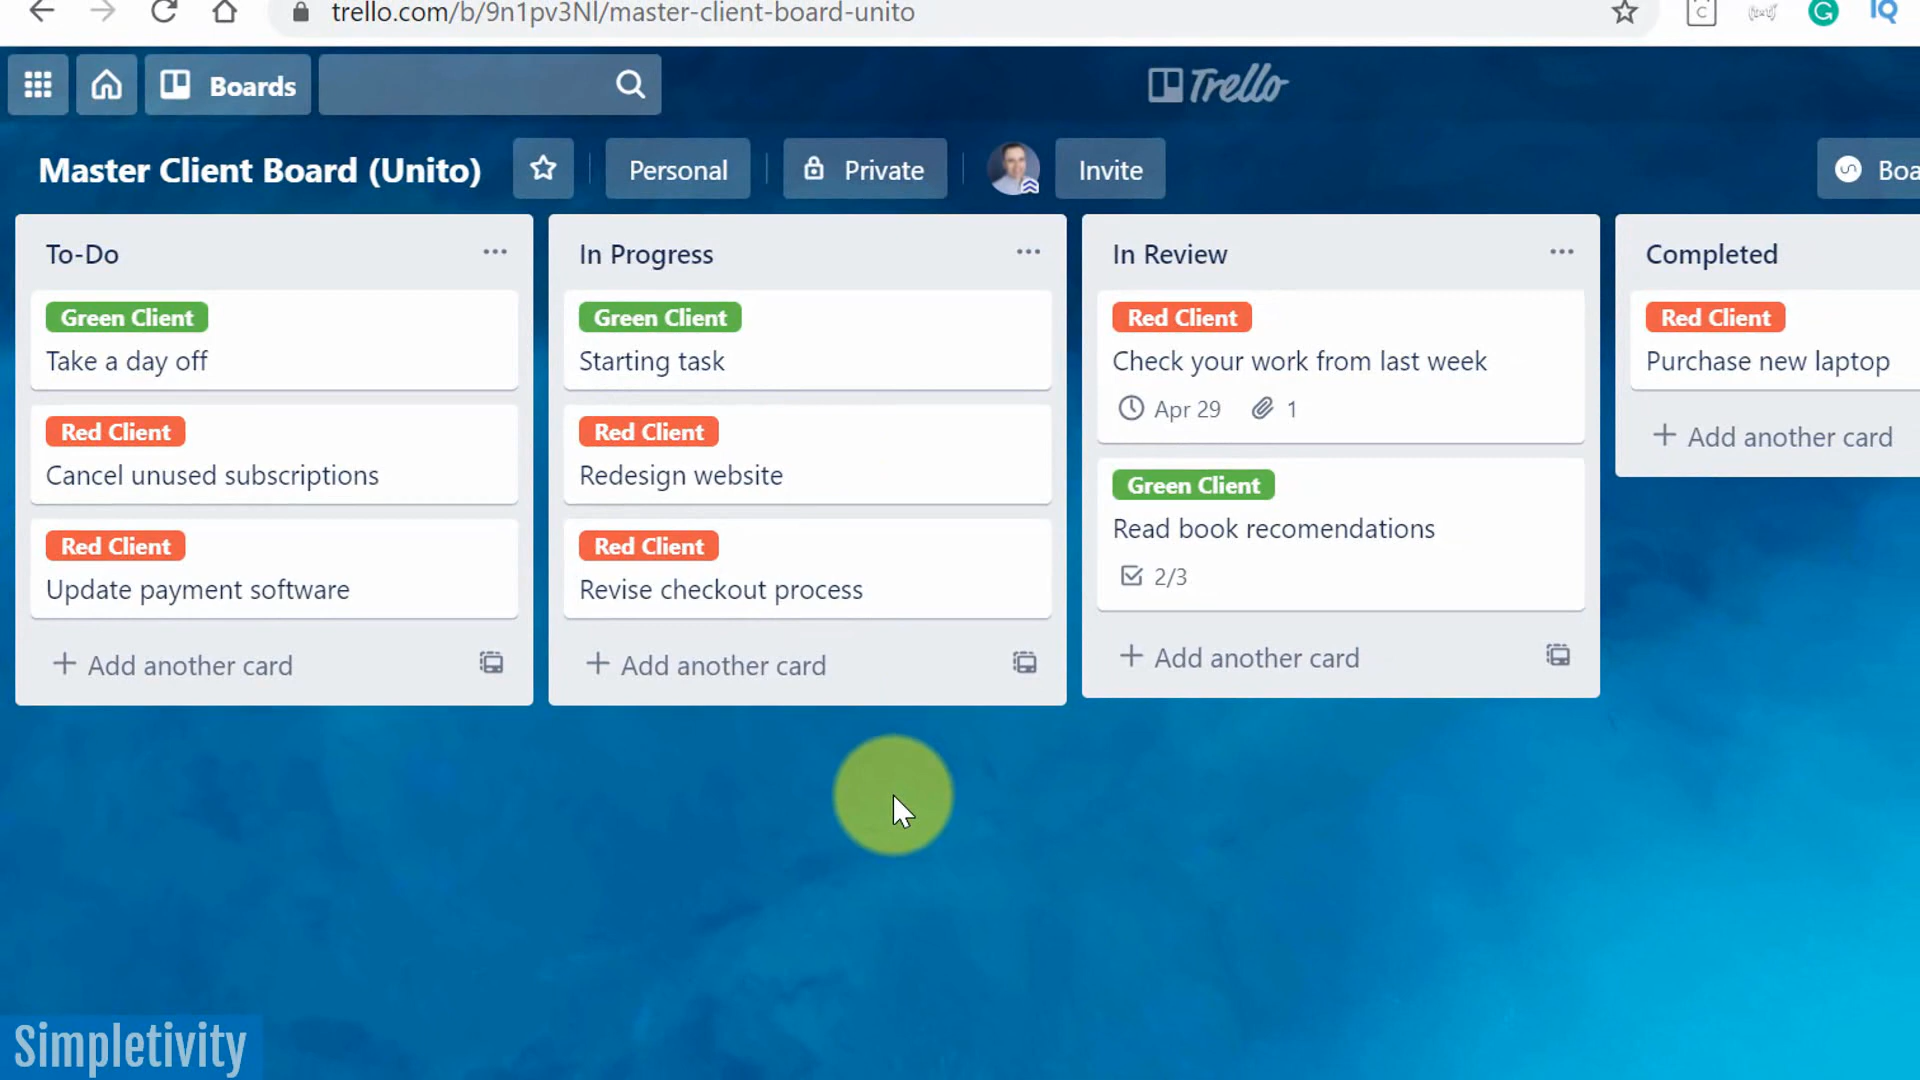 trello.com/b/9n1pv3Nl/master-client-board-unito
Boards
Trello
Master Client Board (Unito)
Personal
Private
Invite
To-Do
Green Client
Take a day off
Red Client
Cancel unused subscriptions
Red Client
Update payment software
+ Add another card
In Progress
Green Client
Starting task
Red Client
Redesign website
Red Client
Revise checkout process
+ Add another card
In Review
Red Client
Check your work from last week
Apr 29 1
Green Client
Read book recomendations
2/3
+ Add another card
Completed
Red Client
Purchase new laptop
+ Add another card
Simpletivity